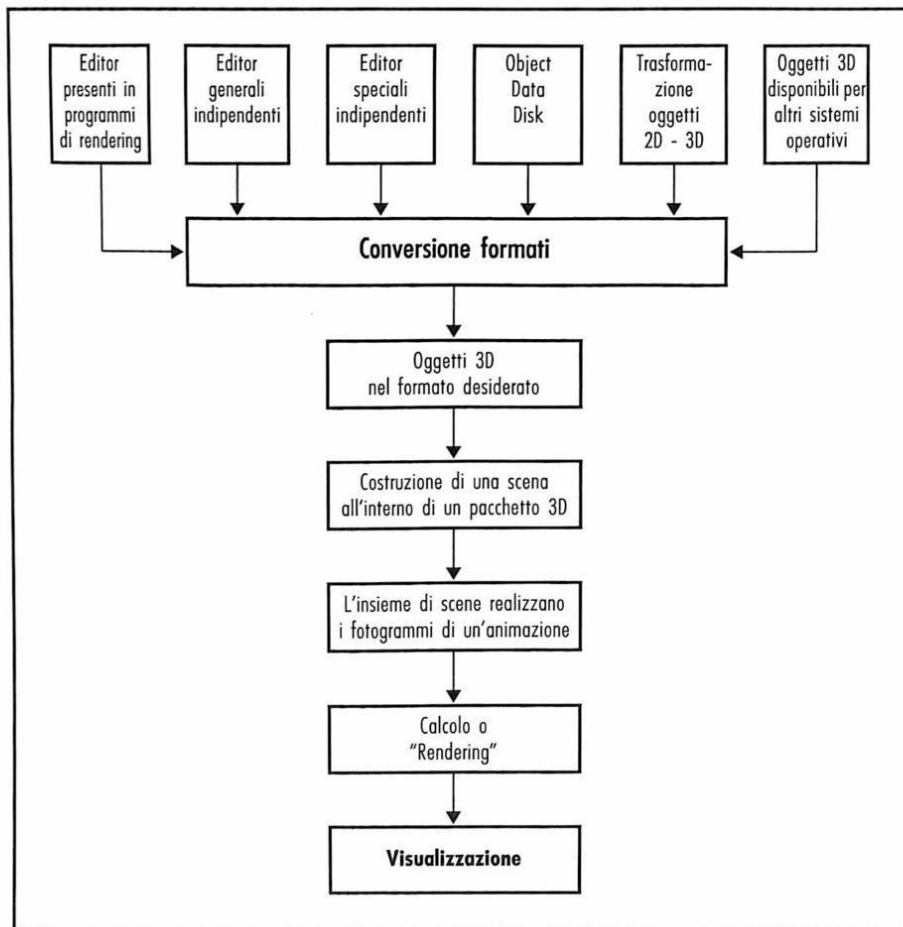 Editor
presenti in
programmi
di rendering
Editor
generali
indipendenti
Editor
speciali
indipendenti
Object
Data
Disk
Trasforma-
zione
oggetti
2D - 3D
Oggetti 3D
disponibili per
altri sistemi
operativi
Conversione formati
Oggetti 3D
nel formato desiderato
Costruzione di una scena
all'interno di un pacchetto 3D
L'insieme di scene realizzano
i fotogrammi di un'animazione
Calcolo o
"Rendering"
Visualizzazione